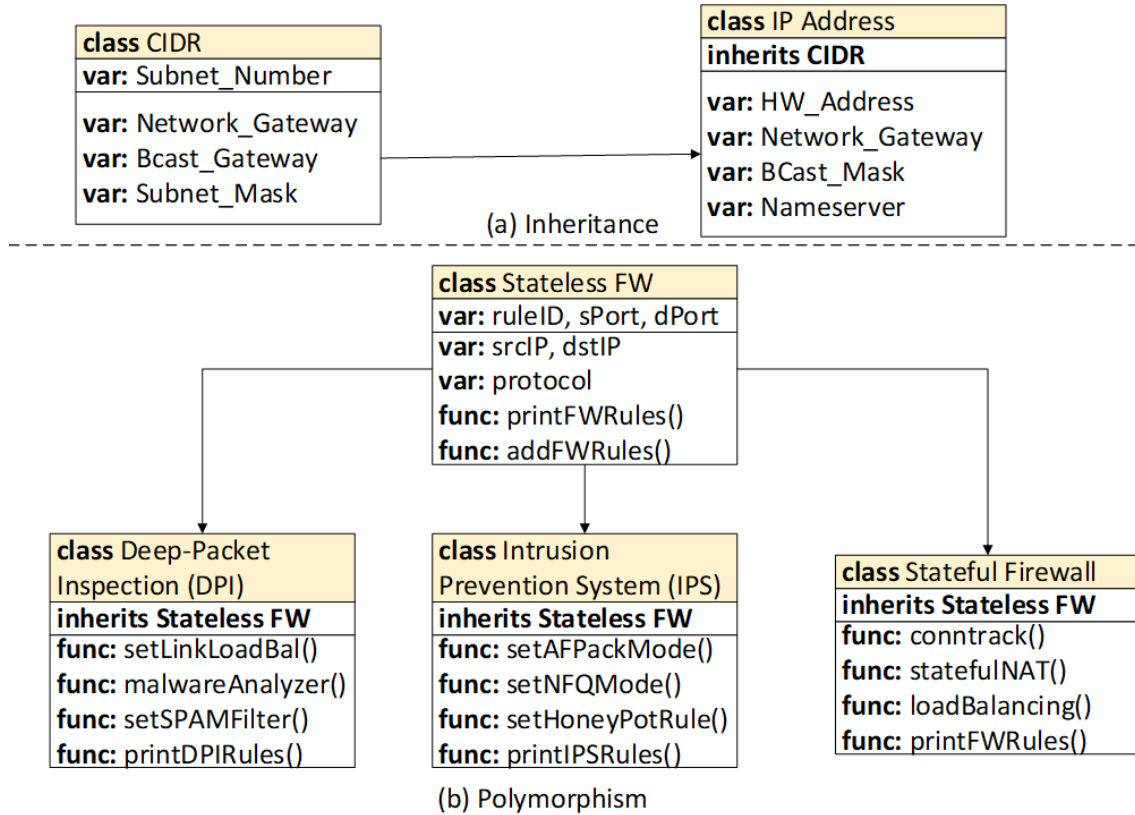 class CIDR
var: Subnet_Number
var: Network_Gateway
var: Bcast_Gateway
var: Subnet_Mask
class IP Address
inherits CIDR
var: HW_Address
var: Network_Gateway
var: BCast_Mask
var: Nameserver
(a) Inheritance
class Stateless FW
var: ruleID, sPort, dPort
var: srcIP, dstIP
var: protocol
func: printFWRules()
func: addFWRules()
class Deep-Packet
Inspection (DPI)
inherits Stateless FW
func: setLinkLoadBal()
func: malwareAnalyzer()
func: setSPAMFilter()
func: printDPIRules()
class Intrusion
Prevention System (IPS)
inherits Stateless FW
func: setAFPackMode()
func: setNFQMode()
func: setHoneyPotRule()
func: printIPSRules()
class Stateful Firewall
inherits Stateless FW
func: conntrack()
func: statefulNAT()
func: loadBalancing()
func: printFWRules()
(b) Polymorphism